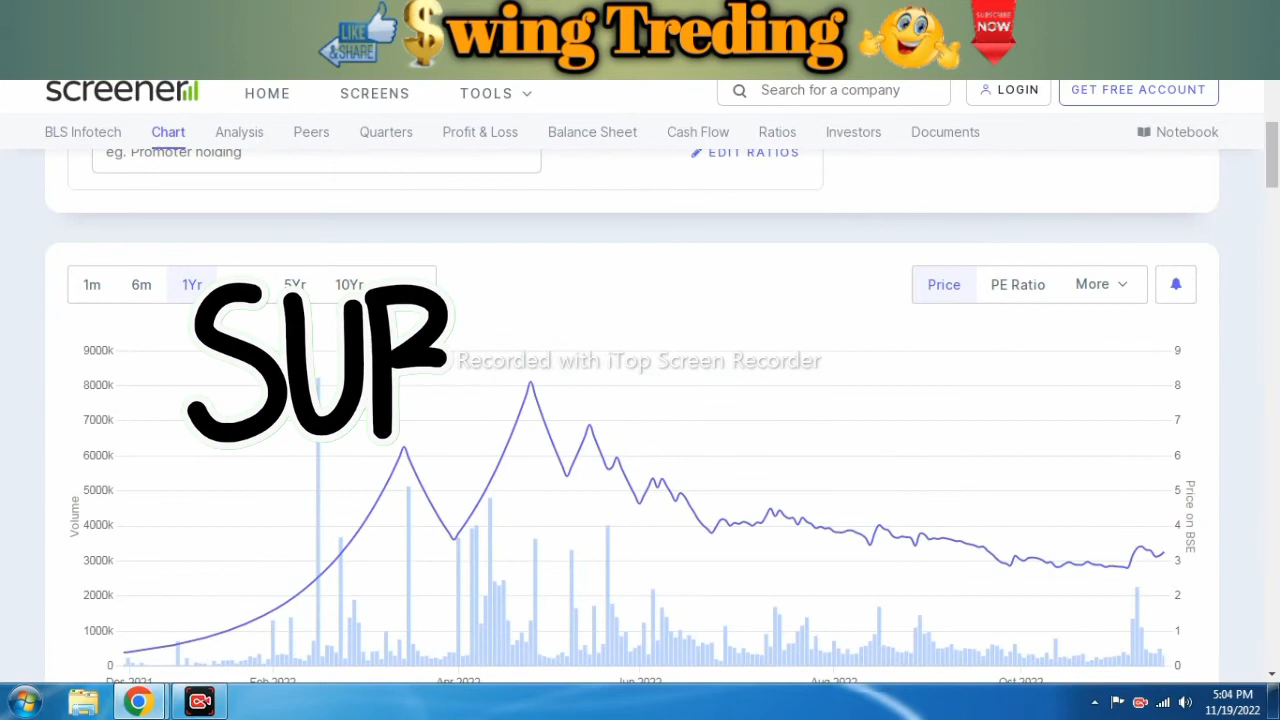 LIKE
&SHARE
$wing Treding
SUBSCRIBE
NOW
screener
HOME
SCREENS
TOOLS
Search for a company
LOGIN
GET FREE ACCOUNT
BLS Infotech
Chart
Analysis
Peers
Quarters
Profit & Loss
Balance Sheet
Cash Flow
Ratios
Investors
Documents
Notebook
eg. Promoter holding
EDIT RATIOS
1m
6m
1Yr
5Yr
10Yr
Price
PE Ratio
More
SUP
Recorded with iTop Screen Recorder
9000k
8000k
7000k
6000k
5000k
4000k
3000k
2000k
1000k
0
Volume
9
8
7
6
5
4
3
2
1
0
Price on BSE
Dec 2021
Feb 2022
Apr 2022
Jun 2022
Aug 2022
Oct 2022
5:04 PM
11/19/2022